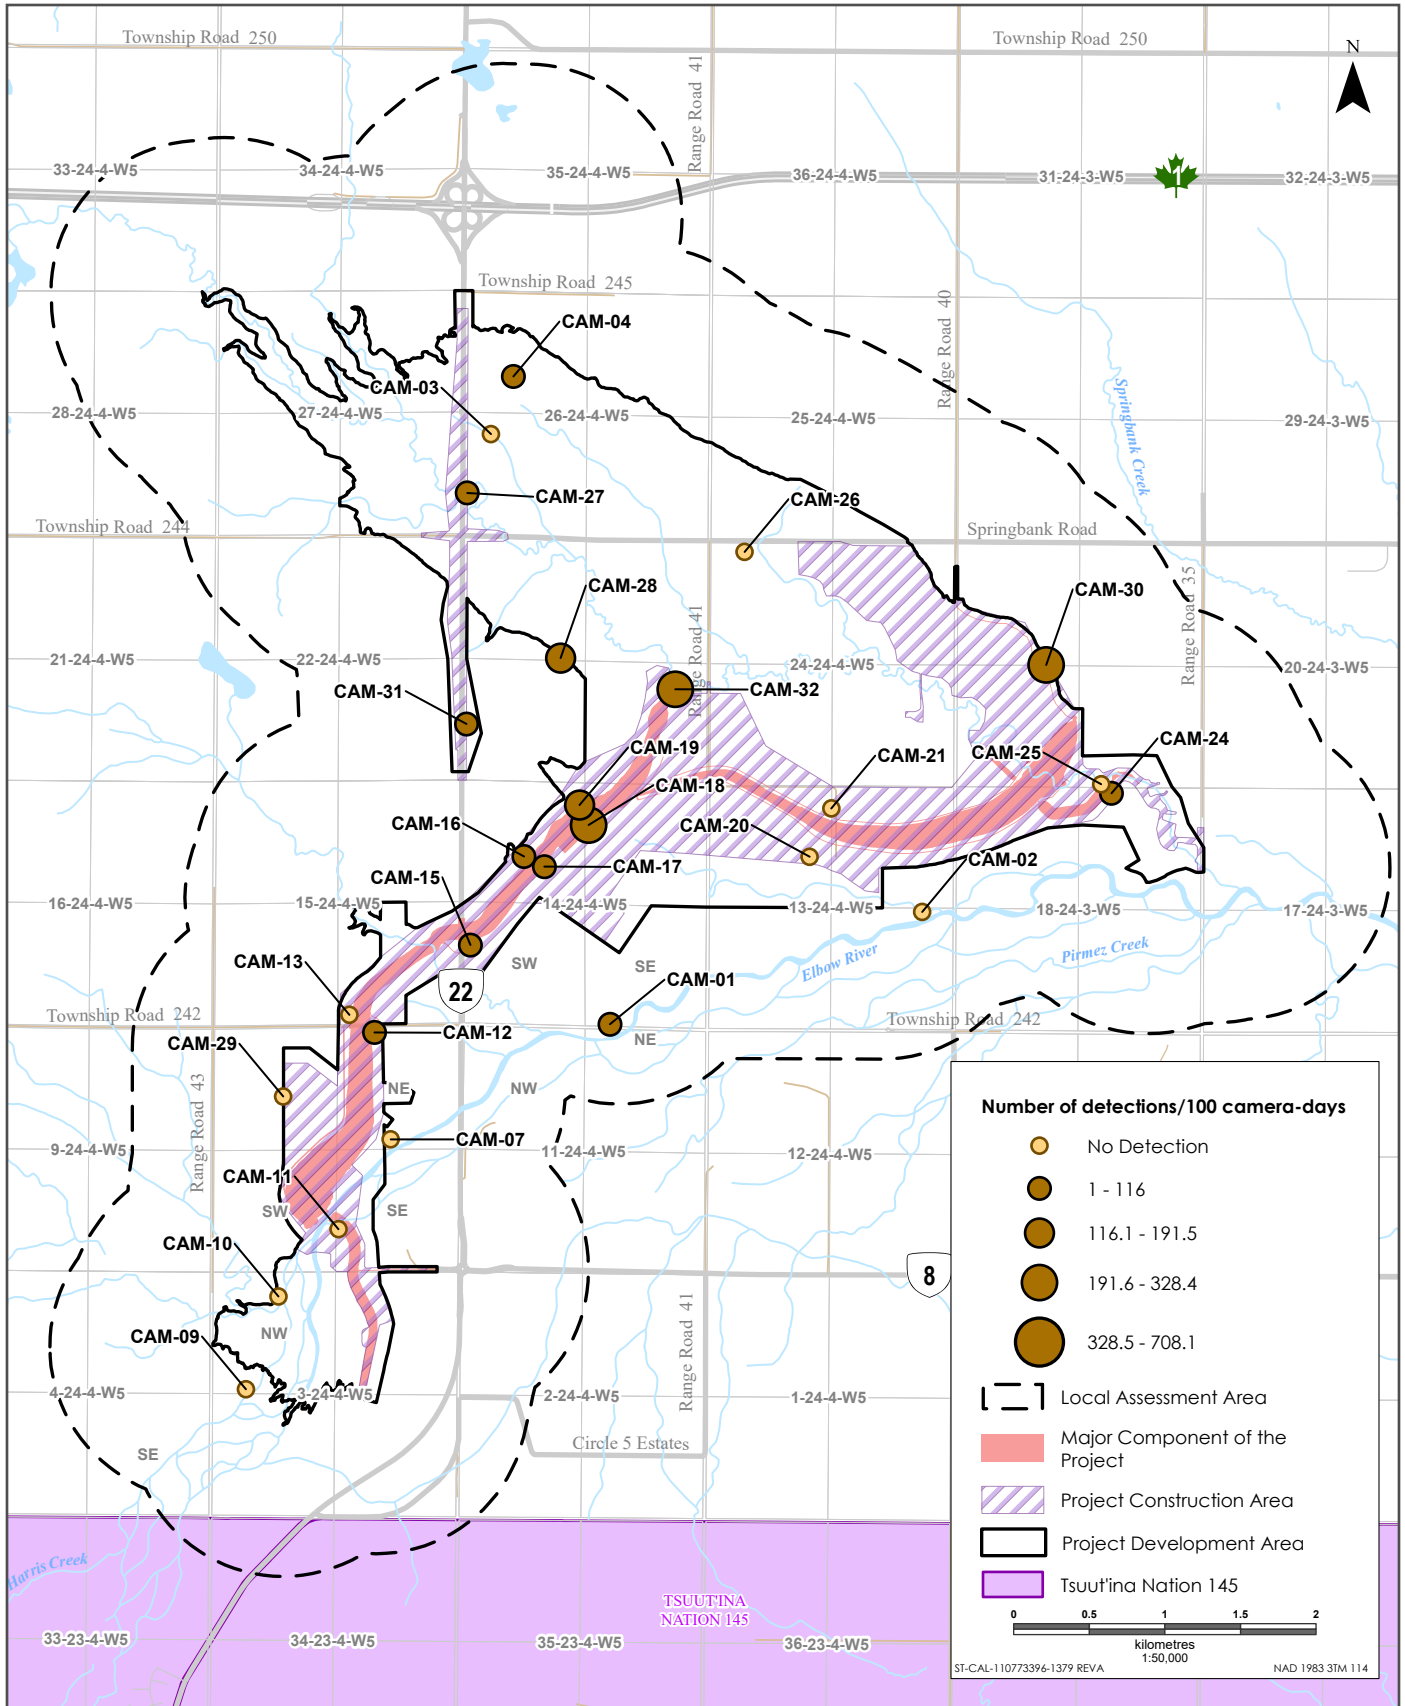 Township Road 250
Township Road 250
N
Range Road 41
33-24-4-W5
34-24-4-W5
35-24-4-W5
36-24-4-W5
31-24-3-W5
1
32-24-3-W5
Township Road 245
Range Road 40
CAM-04
CAM-03
28-24-4-W5
27-24-4-W5
26-24-4-W5
25-24-4-W5
29-24-3-W5
Springbank Creek
CAM-27
CAM-26
Township Road 244
Springbank Road
CAM-28
CAM-30
Range Road 35
Range Road 41
21-24-4-W5
22-24-4-W5
24-24-4-W5
20-24-3-W5
CAM-31
CAM-32
CAM-19
CAM-24
CAM-25
CAM-21
CAM-18
CAM-16
CAM-20
CAM-17
CAM-02
CAM-15
16-24-4-W5
15-24-4-W5
14-24-4-W5
13-24-4-W5
18-24-3-W5
17-24-3-W5
CAM-13
SW
SE
Elbow River
Pirmez Creek
22
CAM-01
Township Road 242
Township Road 242
CAM-12
NE
CAM-29
Range Road 43
NE
NW
CAM-07
9-24-4-W5
11-24-4-W5
12-24-4-W5
CAM-11
SW
SE
CAM-10
8
NW
CAM-09
Range Road 41
4-24-4-W5
3-24-4-W5
2-24-4-W5
1-24-4-W5
Circle 5 Estates
SE
Harris Creek
TSUUT'INA
NATION 145
33-23-4-W5
34-23-4-W5
35-23-4-W5
36-23-4-W5
Number of detections/100 camera-days
No Detection
1 - 116
116.1 - 191.5
191.6 - 328.4
328.5 - 708.1
Local Assessment Area
Major Component of the
Project
Project Construction Area
Project Development Area
Tsuut'ina Nation 145
0 0.5 1 1.5 2
kilometres
1:50,000
ST-CAL-110773396-1379 REVA
NAD 1983 3TM 114